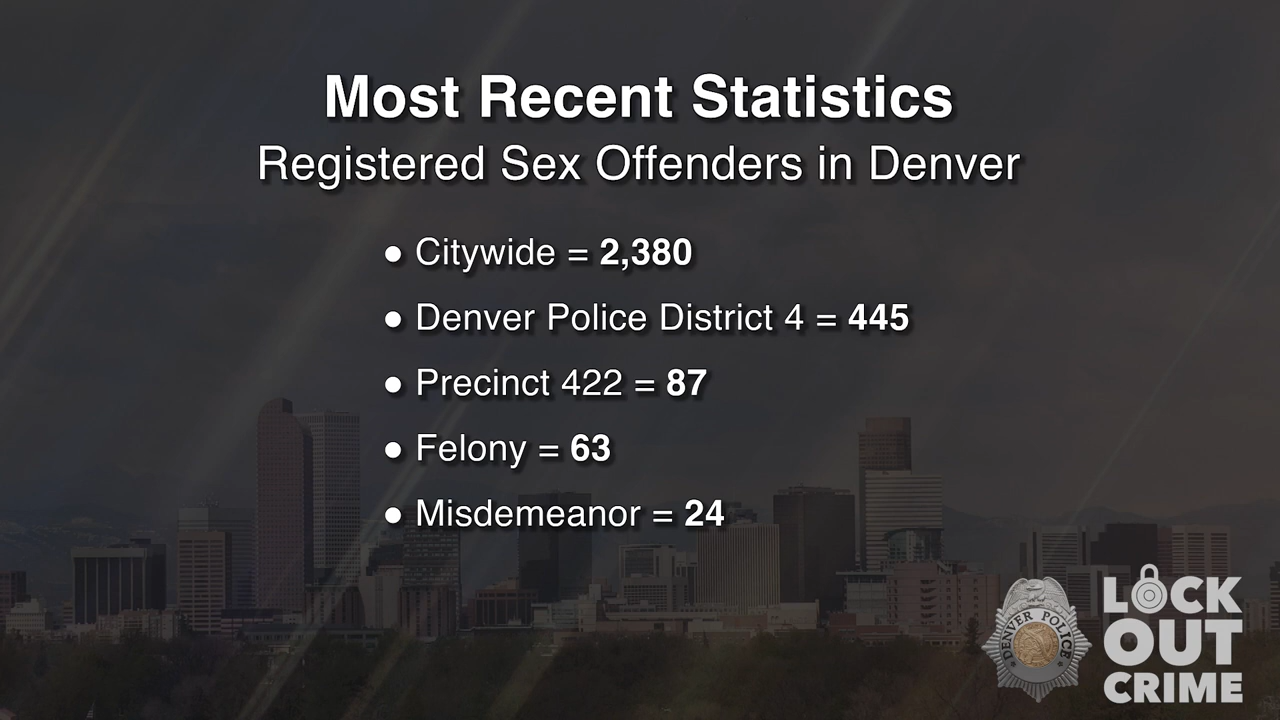 Most Recent Statistics
Registered Sex Offenders in Denver
● Citywide = 2,380
● Denver Police District 4 = 445
● Precinct 422 = 87
● Felony = 63
● Misdemeanor = 24
DENVER POLICE
LOCK
OUT
CRIME